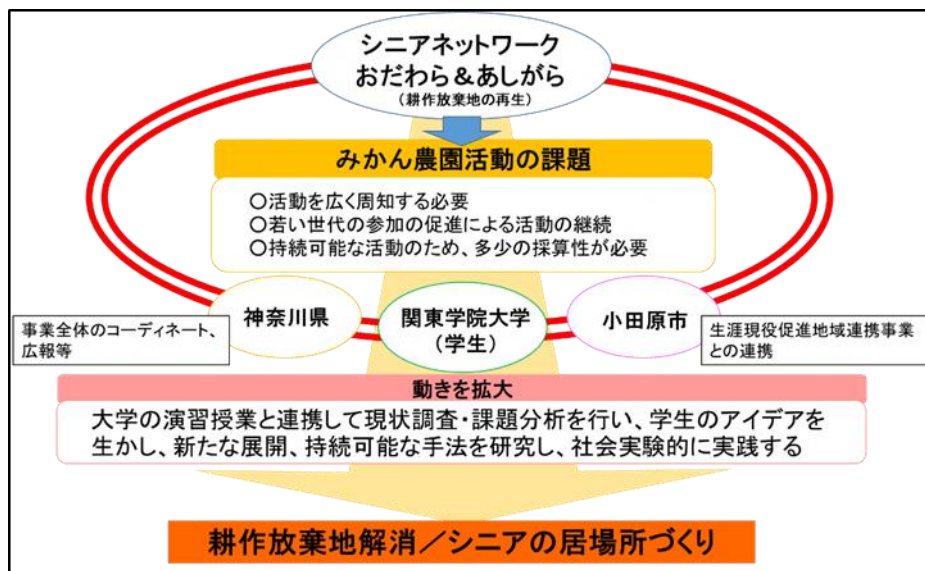 シニアネットワーク
おだわら＆あしがら
（耕作放棄地の再生）
みかん農園活動の課題
○活動を広く周知する必要
○若い世代の参加の促進による活動の継続
○持続可能な活動のため、多少の採算性が必要
神奈川県
関東学院大学
（学生）
小田原市
事業全体のコーディネート、
広報等
生涯現役促進地域連携事業
との連携
動きを拡大
大学の演習授業と連携して現状調査・課題分析を行い、学生のアイデアを
生かし、新たな展開、持続可能な手法を研究し、社会実験的に実践する
耕作放棄地解消／シニアの居場所づくり